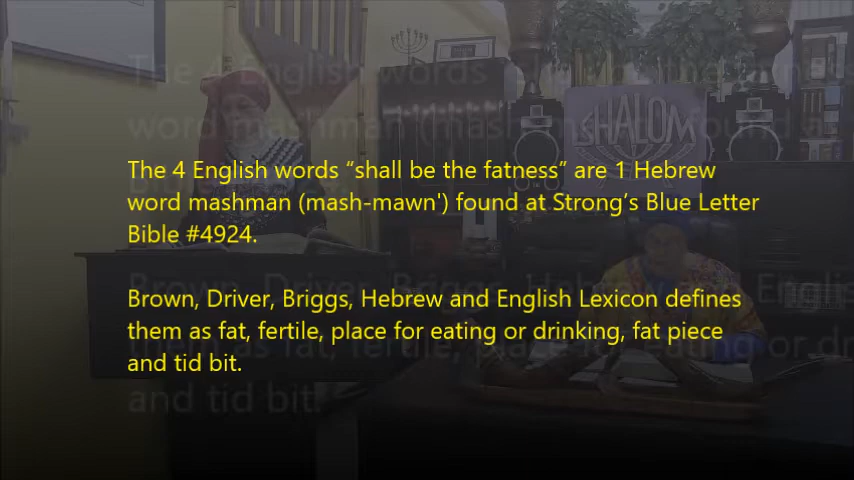 SHALOM
The 4 English words “shall be the fatness” are 1 Hebrew
word mashman (mash-mawn') found at Strong’s Blue Letter
Bible #4924.
Brown, Driver, Briggs, Hebrew and English Lexicon defines
them as fat, fertile, place for eating or drinking, fat piece
and tid bit.